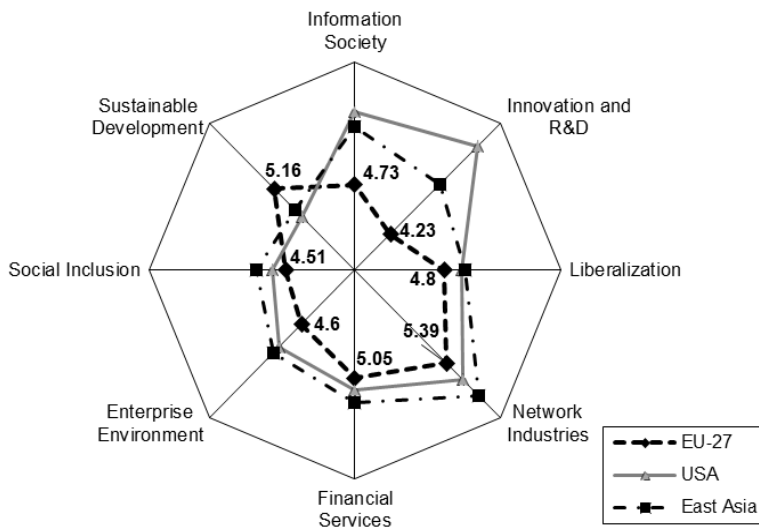 Information
Society
Sustainable
Development
Innovation and
R&D
5.16
4.73
4.23
Social Inclusion
4.51
4.8
Liberalization
4.6
5.39
5.05
Enterprise
Environment
Network
Industries
Financial
Services
EU-27
USA
East Asia